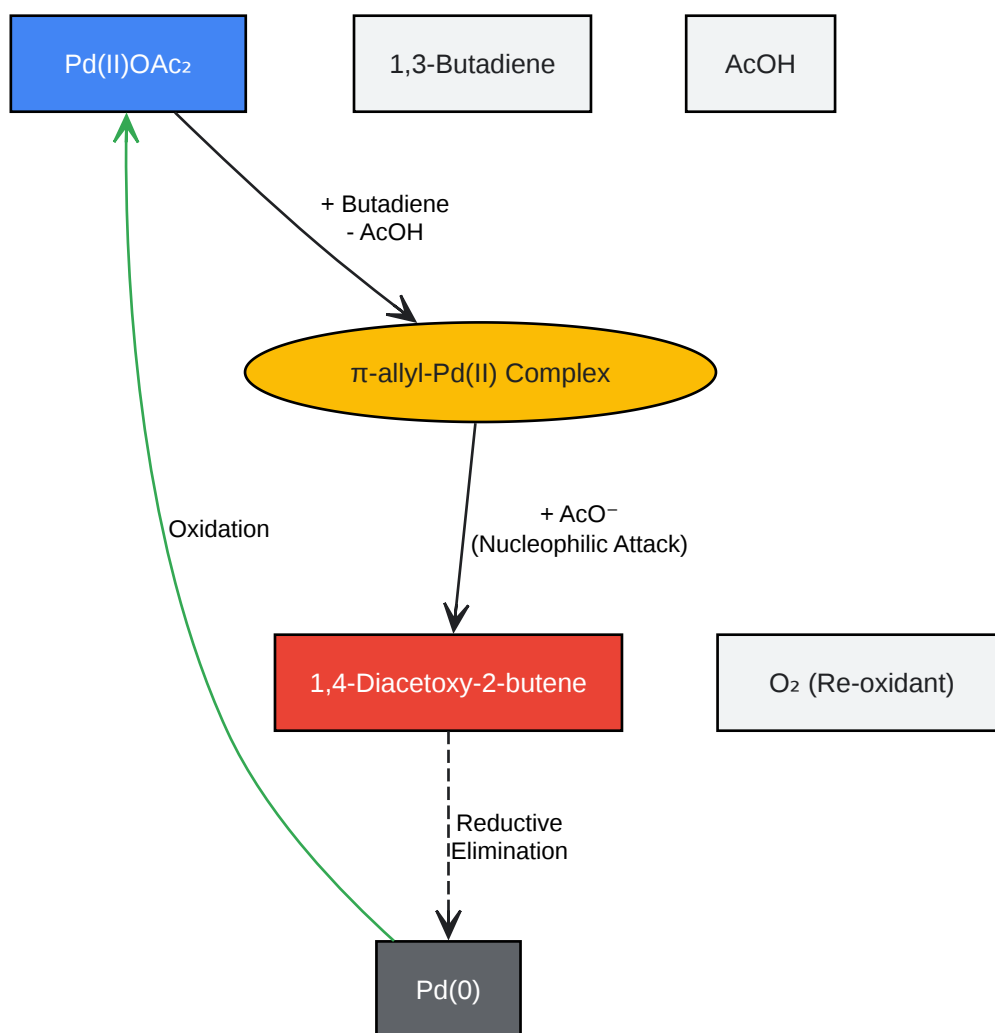 Pd(II)OAc₂
1,3-Butadiene
AcOH
+ Butadiene
- AcOH
π-allyl-Pd(II) Complex
+ AcO⁻
(Nucleophilic Attack)
Oxidation
1,4-Diacetoxy-2-butene
O₂ (Re-oxidant)
Reductive
Elimination
Pd(0)